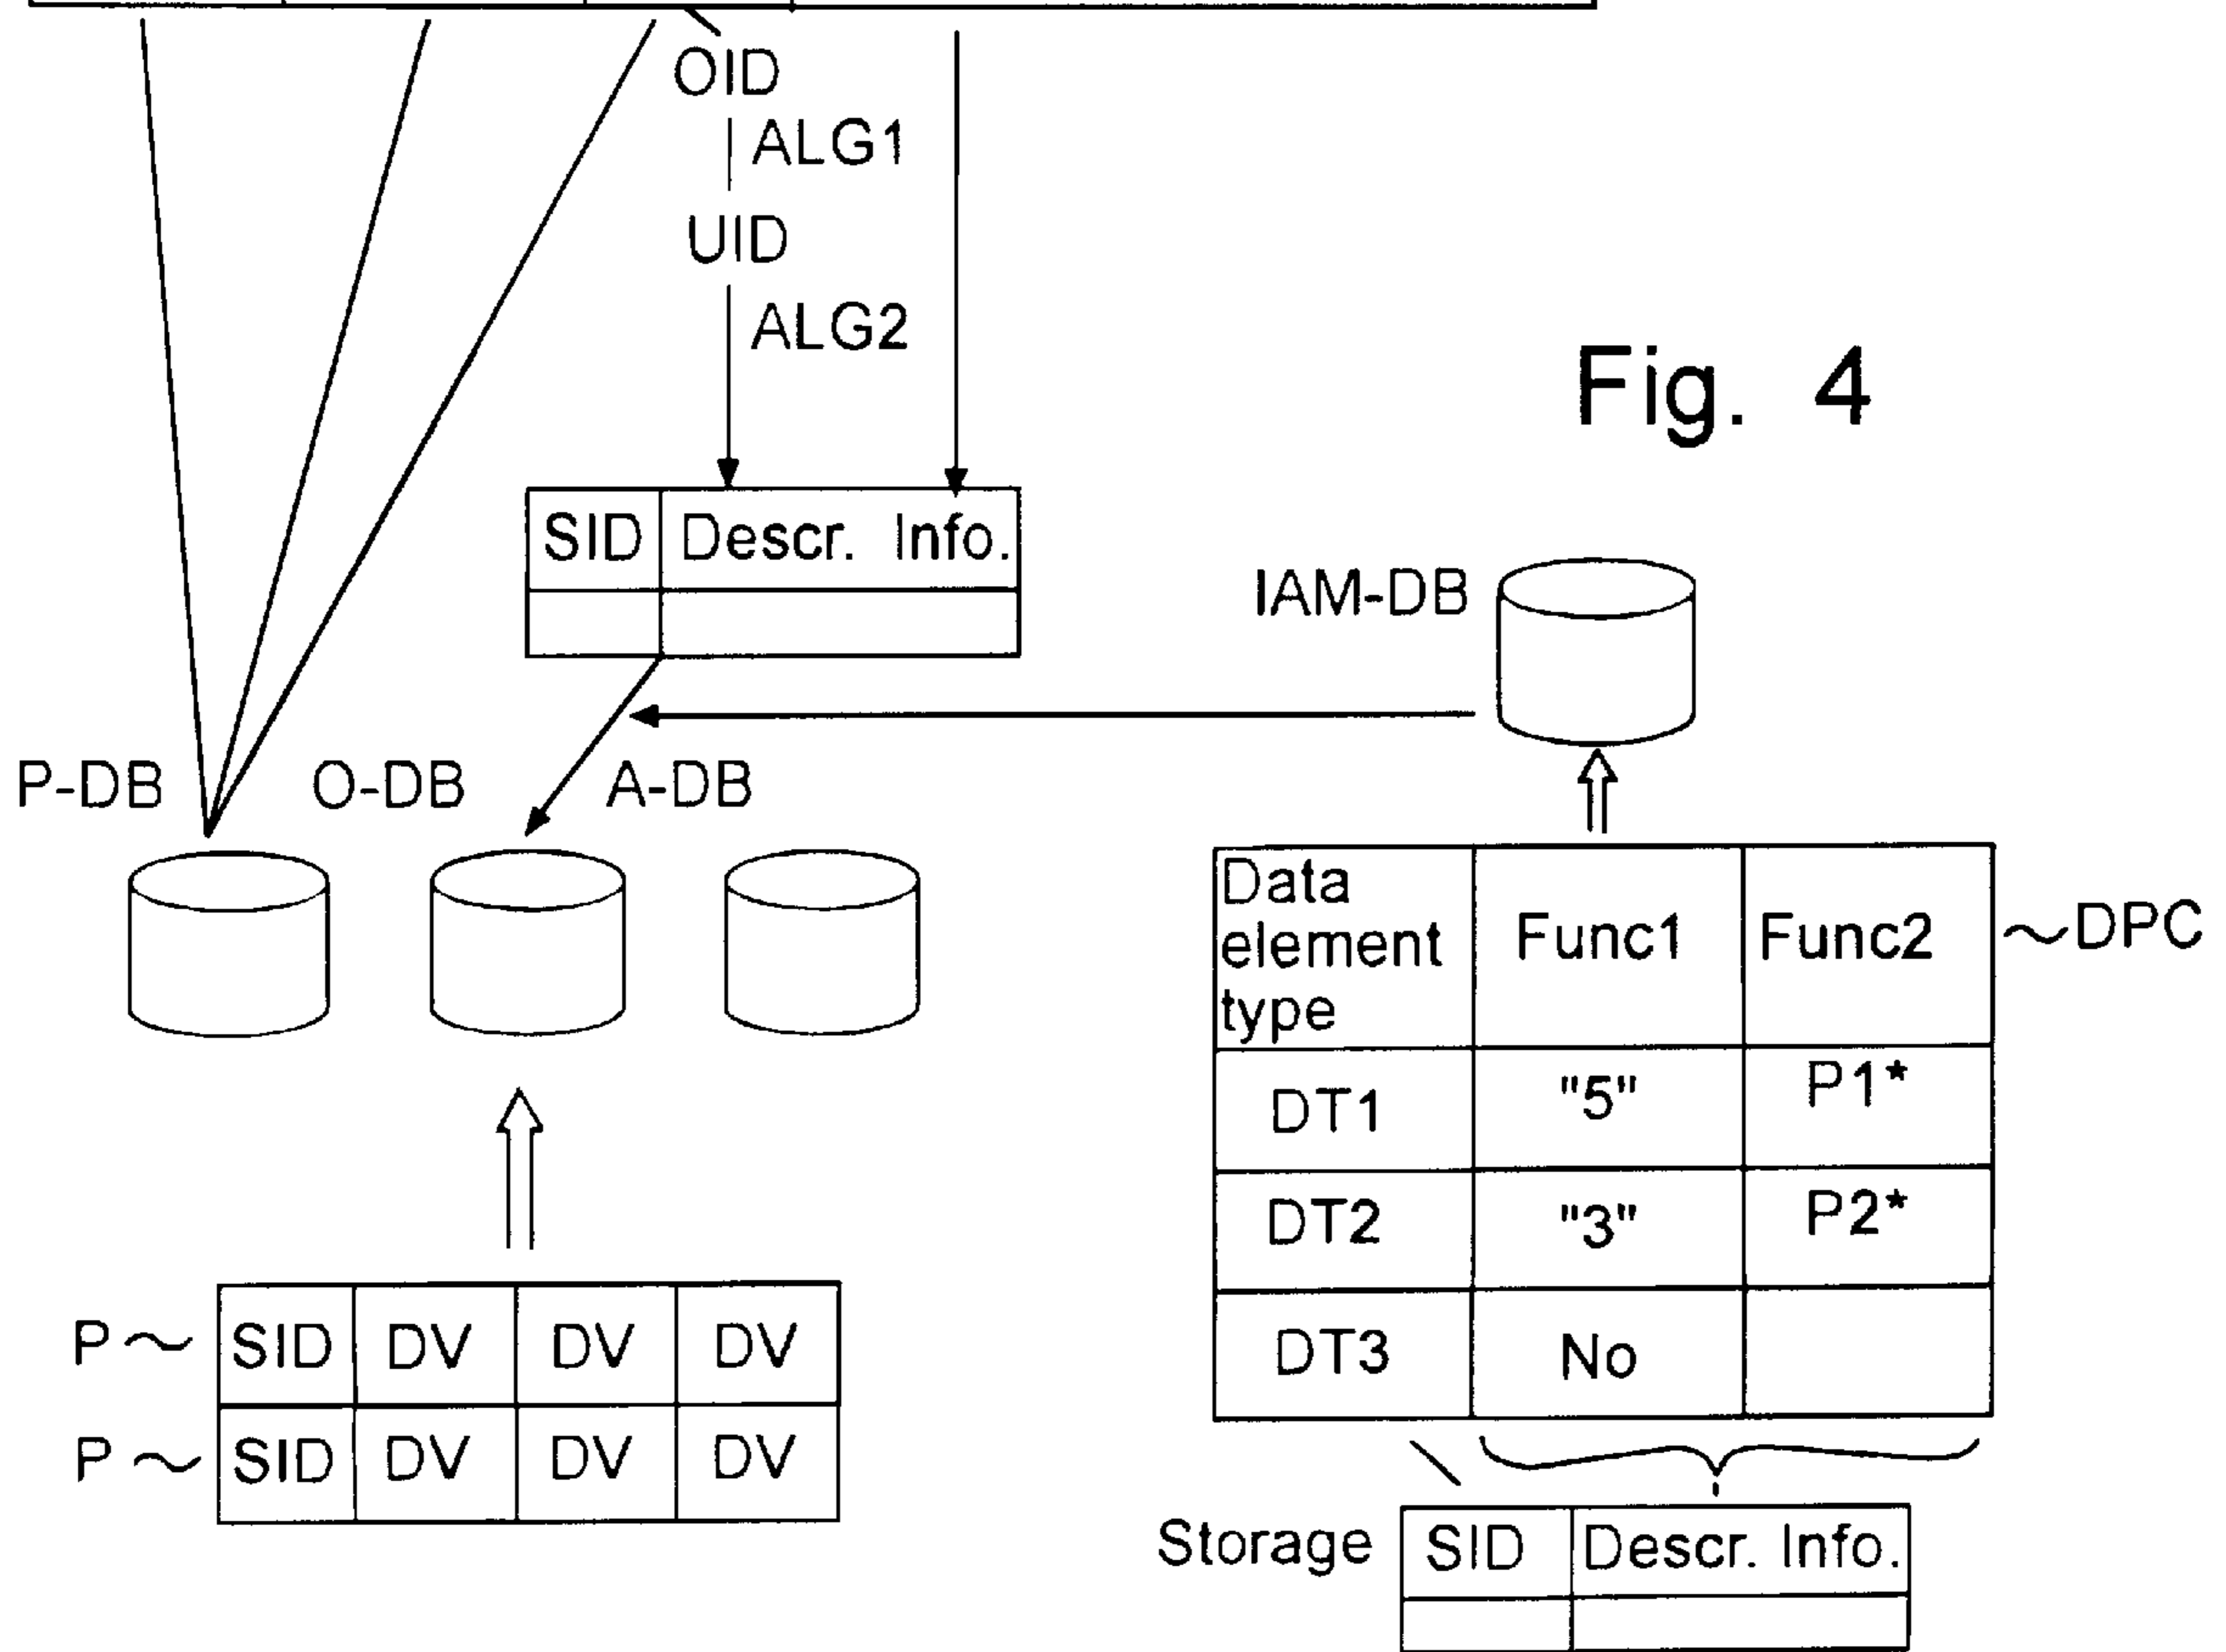 OID
ALG1
UID
ALG2
Fig. 4
SID Descr. Info.
IAM-DB
P-DB O-DB A-DB
Data element type Func1 Func2 DPC
DT1 "5" P1*
DT2 "3" P2*
DT3 No
P SID DV DV DV
P SID DV DV DV
Storage SID Descr. Info.